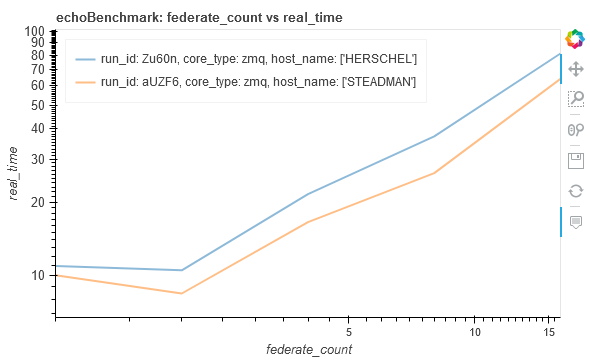 echoBenchmark: federate_count vs real_time
run_id: Zu60n, core_type: zmq, host_name: ['HERSCHEL']
run_id: aUZF6, core_type: zmq, host_name: ['STEADMAN']
real_time
100
90
80
70
60
50
40
30
20
10
5
10
15
federate_count